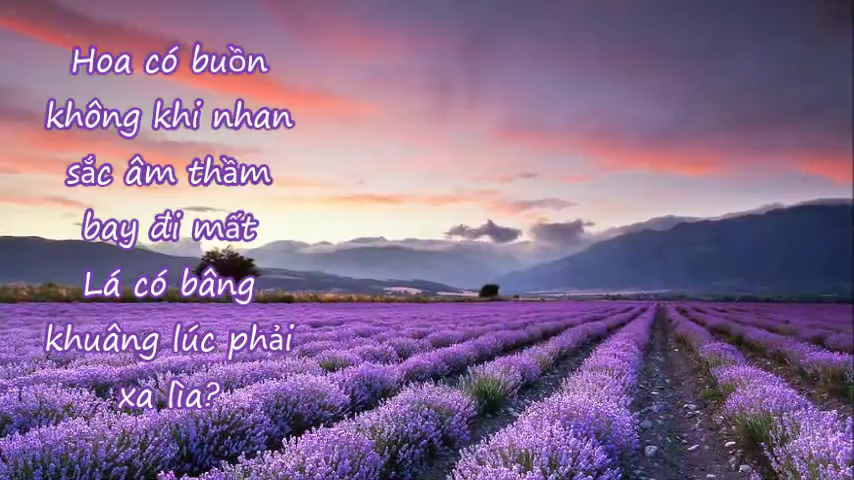 Hoa có buồn
không khi nhan
sắc âm thầm
bay đi mất
Lá có bâng
khuâng lúc phải
xa lìa?